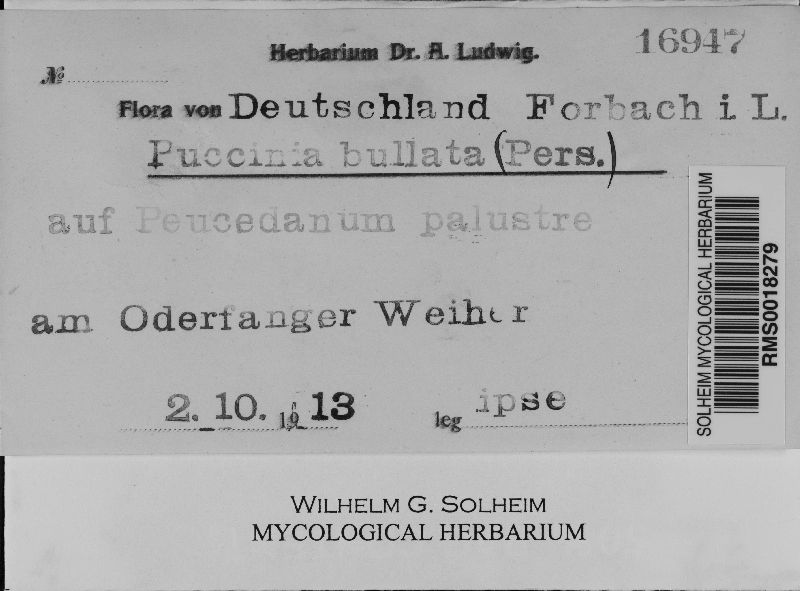 Herbarium Dr. A. Ludwig.
16947
№
Flora von Deutschland Forbach i. L.
Puccinia bullata (Pers.)
auf Peucedanum palustre
am Oderfanger Weiher
2. 10. 19 13 leg ipse
SOLHEIM MYCOLOGICAL HERBARIUM
RMS0018279
WILHELM G. SOLHEIM
MYCOLOGICAL HERBARIUM